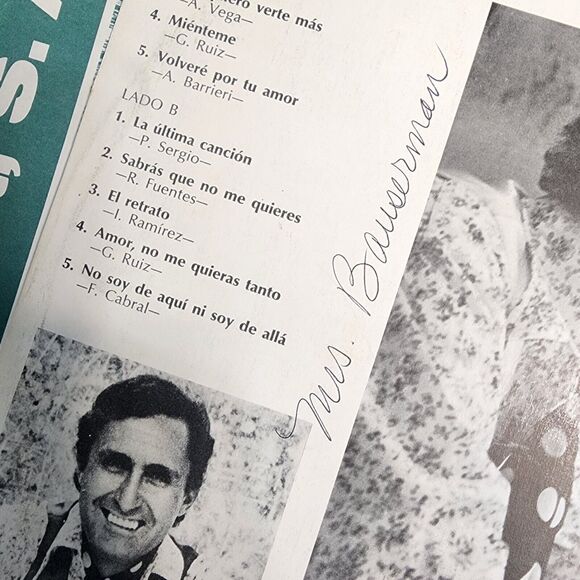 ero verte más
—A. Vega—
4. Miénteme
—G. Ruiz—
5. Volveré por tu amor
—A. Barrieri—
LADO B
1. La última canción
—P. Sergio—
2. Sabrás que no me quieres
—R. Fuentes—
3. El retrato
—I. Ramírez—
4. Amor, no me quieras tanto
—G. Ruiz—
5. No soy de aquí ni soy de allá
—F. Cabral—
Mrs. Bauserman